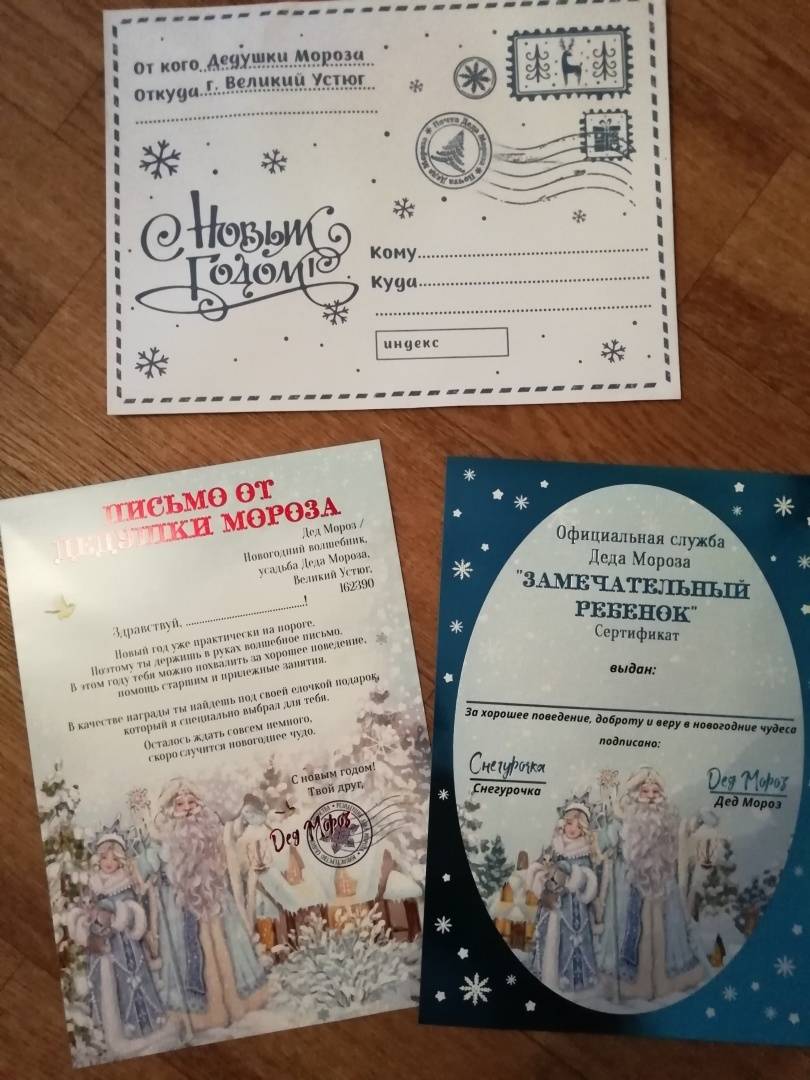 От кого Дедушки Мороза
Откуда г. Великий Устюг
Почта Деда Мороза
С Новым
Годом!
Кому
Куда
индекс
ПИСЬМО ОТ
ДЕДУШКИ МОРОЗА
Дед Мороз /
Новогодний волшебник,
усадьба Деда Мороза,
Великий Устюг,
162390
Здравствуй, ........................................!
Новый год уже практически на пороге.
Поэтому ты держишь в руках волшебное письмо.
В этом году тебя можно похвалить за хорошее поведение,
помощь старшим и прилежные занятия.
В качестве награды ты найдешь под своей елочкой подарок,
который я специально выбрал для тебя.
Осталось ждать совсем немного,
скоро случится новогоднее чудо.
С новым годом!
Твой друг,
Дед Мороз
Официальная служба
Деда Мороза
"ЗАМЕЧАТЕЛЬНЫЙ
РЕБЕНОК"
Сертификат
выдан:
За хорошее поведение, доброту и веру в новогодние чудеса
подписано:
Снегурочка
Снегурочка
Дед Мороз
Дед Мороз